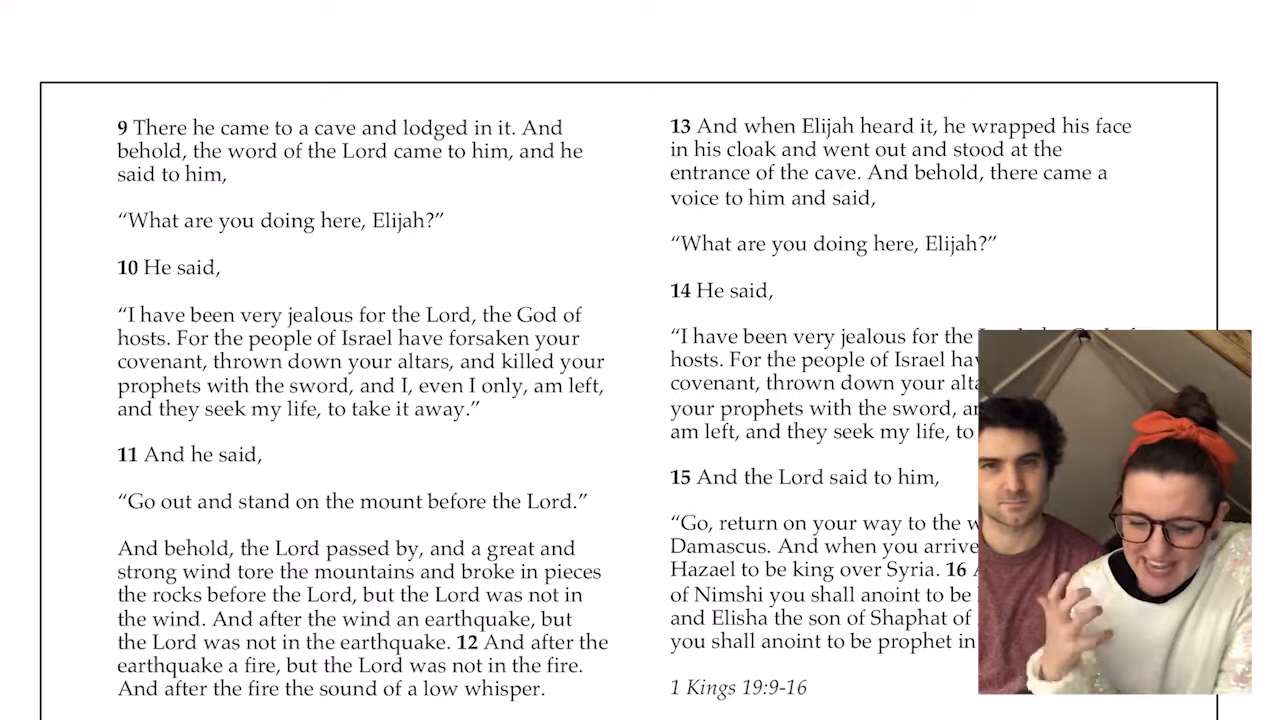 9 There he came to a cave and lodged in it. And
behold, the word of the Lord came to him, and he
said to him,
“What are you doing here, Elijah?”
10 He said,
“I have been very jealous for the Lord, the God of
hosts. For the people of Israel have forsaken your
covenant, thrown down your altars, and killed your
prophets with the sword, and I, even I only, am left,
and they seek my life, to take it away.”
11 And he said,
“Go out and stand on the mount before the Lord.”
And behold, the Lord passed by, and a great and
strong wind tore the mountains and broke in pieces
the rocks before the Lord, but the Lord was not in
the wind. And after the wind an earthquake, but
the Lord was not in the earthquake. 12 And after the
earthquake a fire, but the Lord was not in the fire.
And after the fire the sound of a low whisper.
13 And when Elijah heard it, he wrapped his face
in his cloak and went out and stood at the
entrance of the cave. And behold, there came a
voice to him and said,
“What are you doing here, Elijah?”
14 He said,
“I have been very jealous for the
hosts. For the people of Israel
covenant, thrown down your
your prophets with the sword,
am left, and they seek my life, to
15 And the Lord said to him,
“Go, return on your way to the
Damascus. And when you arrive
Hazael to be king over Syria. 16
of Nimshi you shall anoint to be
and Elisha the son of Shaphat of
you shall anoint to be prophet in
1 Kings 19:9-16